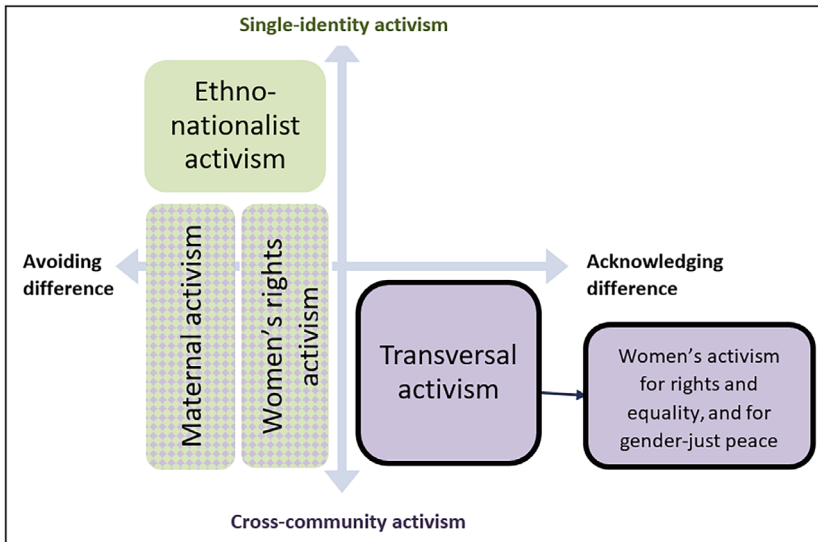 Single-identity activism
Ethno-
nationalist
activism
Maternal activism
Women's rights
activism
Avoiding
difference
Acknowledging
difference
Transversal
activism
Women's activism
for rights and
equality, and for
gender-just peace
Cross-community activism